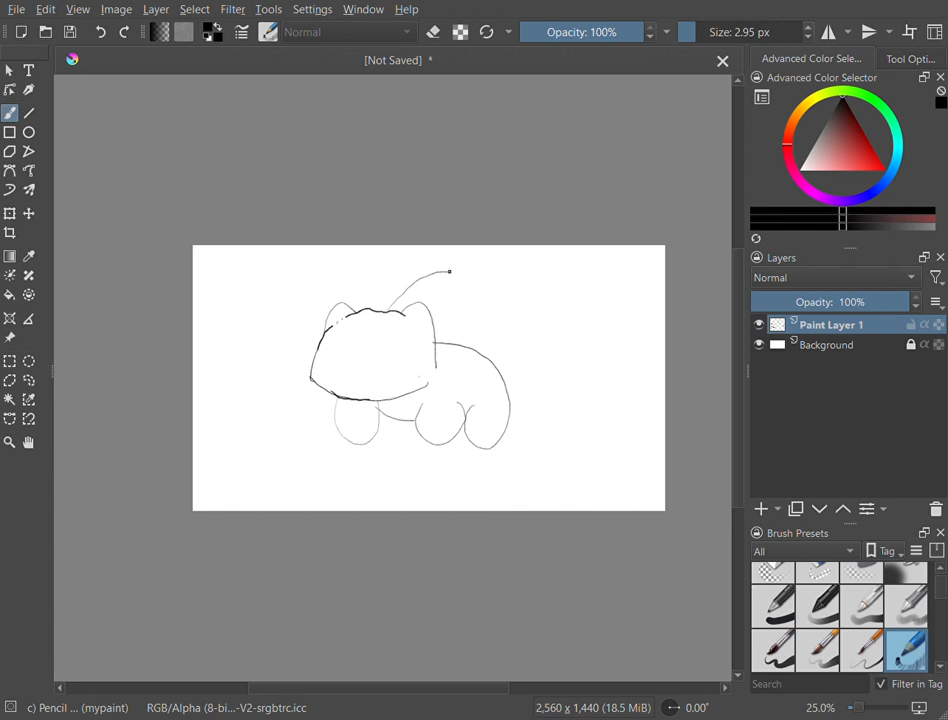 File Edit View Image Layer Select Filter Tools Settings Window Help
Normal Opacity: 100% Size: 2.95 px
[Not Saved] *
Advanced Color Sele... Tool Opti...
Advanced Color Selector
T
Layers
Normal
Opacity: 100%
Paint Layer 1
Background
Brush Presets
All Tag
Search Filter in Tag
c) Pencil ... (mypaint) RGB/Alpha (8-bi...-V2-srgbtrc.icc 2,560 x 1,440 (18.5 MiB) 0.00° 25.0%